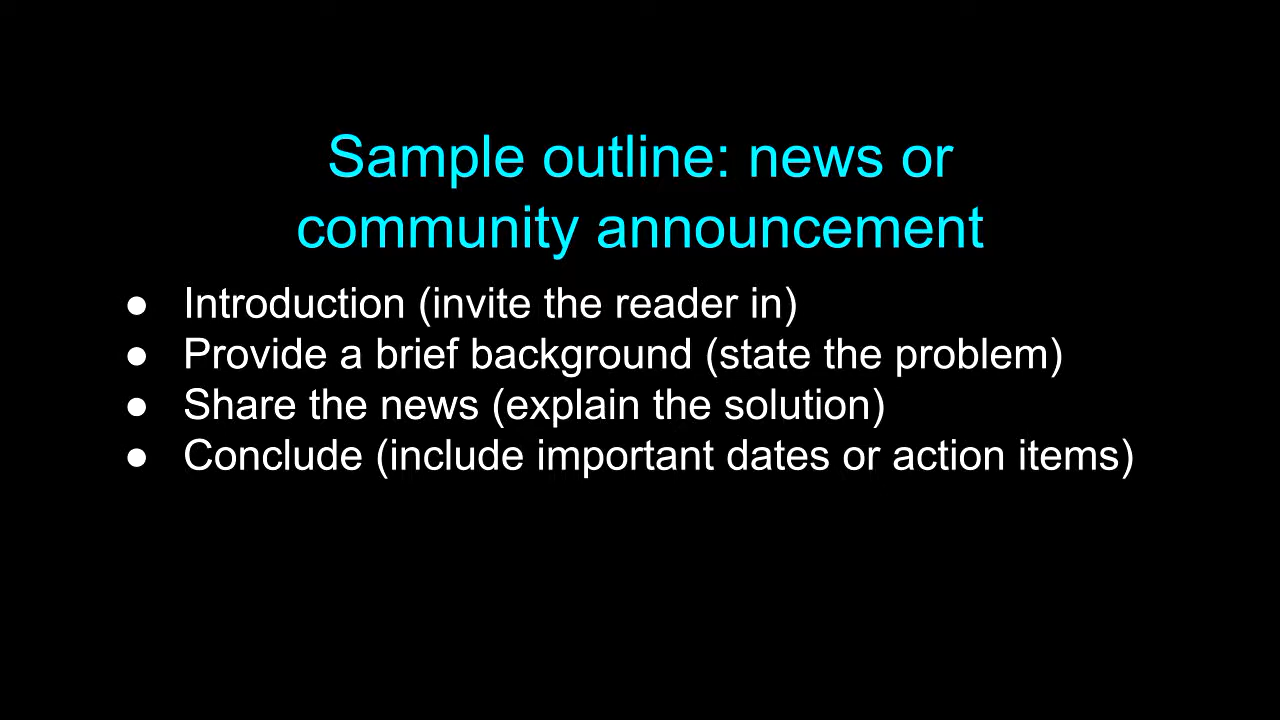 Sample outline: news or
community announcement
● Introduction (invite the reader in)
● Provide a brief background (state the problem)
● Share the news (explain the solution)
● Conclude (include important dates or action items)